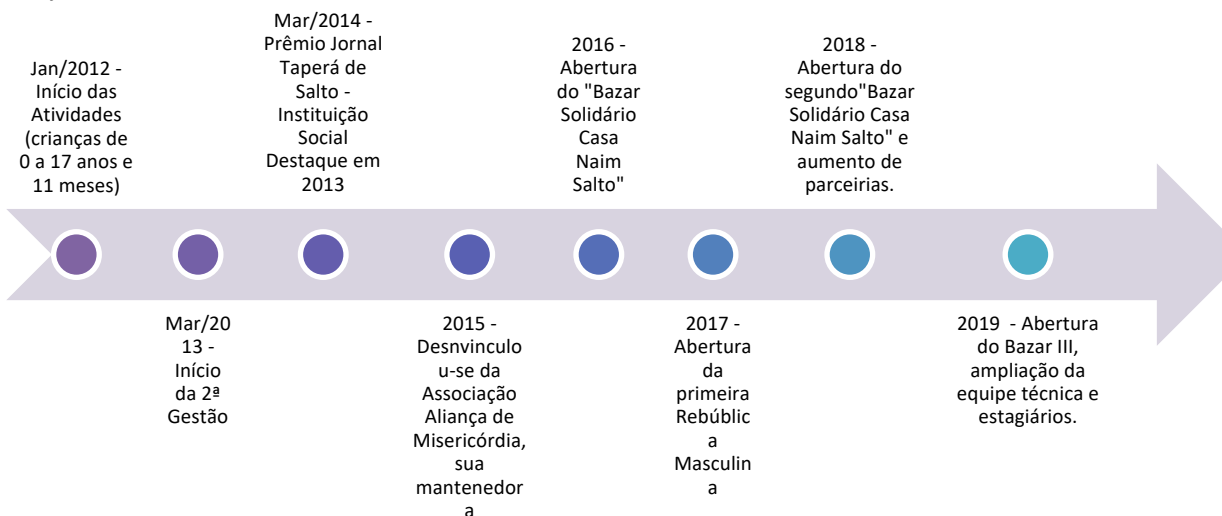 Jan/2012 -
Início das
Atividades
(crianças de
0 a 17 anos e
11 meses)
Mar/20
13 -
Início
da 2ª
Gestão
Mar/2014 -
Prêmio Jornal
Taperá de
Salto -
Instituição
Social
Destaque em
2013
2015 -
Desnvinculo
u-se da
Associação
Aliança de
Misericórdia,
sua
mantenedor
a
2016 -
Abertura
do "Bazar
Solidário
Casa
Naim
Salto"
2017 -
Abertura
da
primeira
Rebúblic
a
Masculin
a
2018 -
Abertura do
segundo"Bazar
Solidário Casa
Naim Salto" e
aumento de
parceirias.
2019 - Abertura
do Bazar III,
ampliação da
equipe técnica e
estagiários.